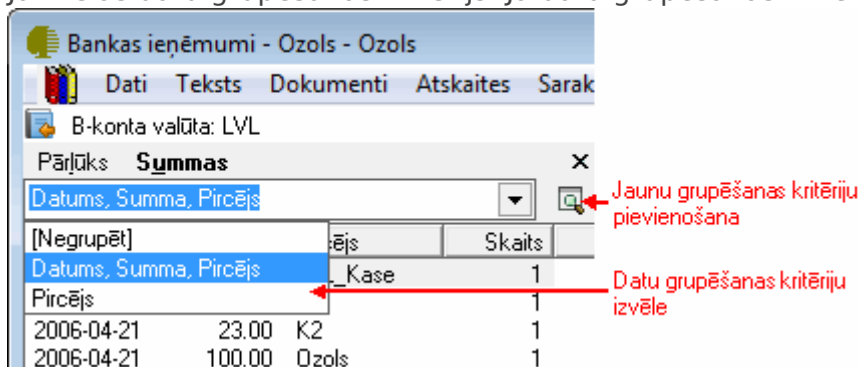 Bankas ieņēmumi - Ozols - Ozols
Dati Teksts Dokumenti Atskaites Sarak
B-konta valūta: LVL
Pārlūks Summas
Datums, Summa, Pircējs
Jaunu grupēšanas kritēriju
pievienošana
[Negrupēt] Skaits
Datums, Summa, Pircējs _Kase 1
Pircējs 1
Datu grupēšanas kritēriju
izvēle
2006-04-21 23.00 K2 1
2006-04-21 100.00 Ozols 1